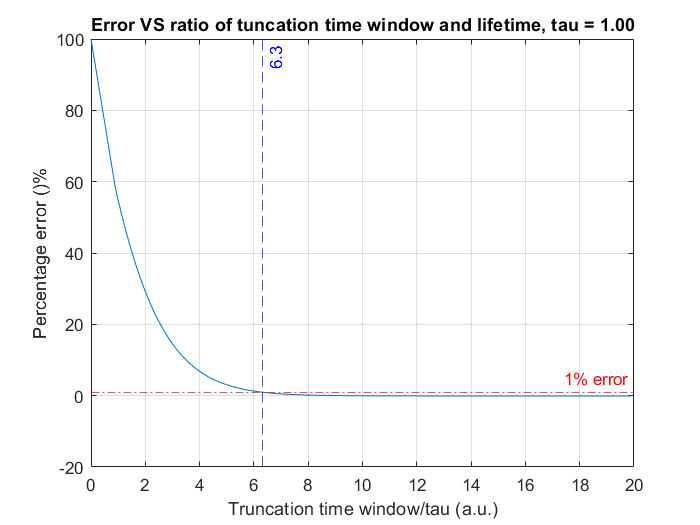 Error VS ratio of tuncation time window and lifetime, tau = 1.00
100
80
60
40
20
0
-20
Percentage error ()%
6.3
1% error
0 2 4 6 8 10 12 14 16 18 20
Truncation time window/tau (a.u.)